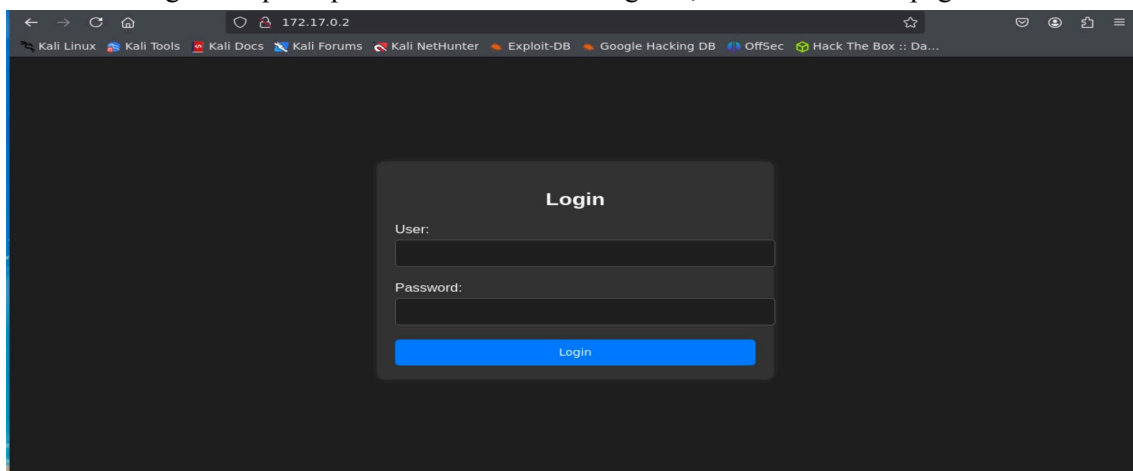 172.17.0.2
Kali Linux Kali Tools Kali Docs Kali Forums Kali NetHunter Exploit-DB Google Hacking DB OffSec Hack The Box :: Da...
Login
User:
Password:
Login